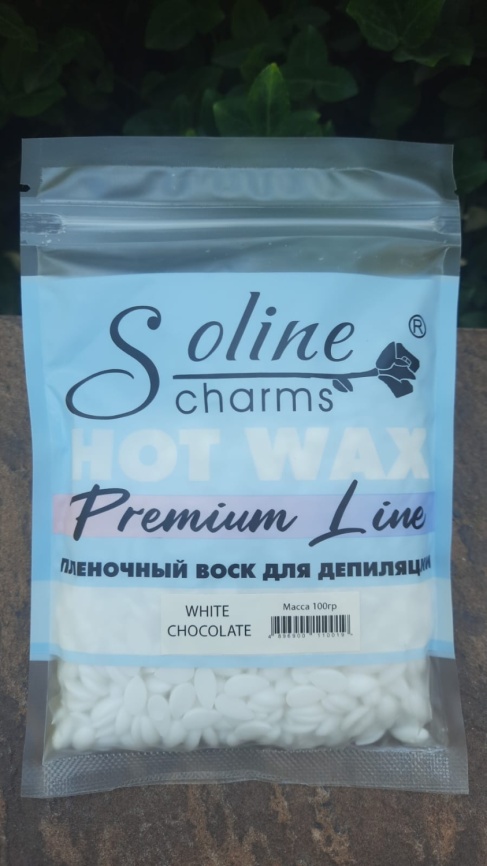 Soline ®
charms
HOT WAX
Premium Line
ПЛЕНОЧНЫЙ ВОСК ДЛЯ ДЕПИЛЯЦИИ
WHITE
CHOCOLATE
Масса 100гр